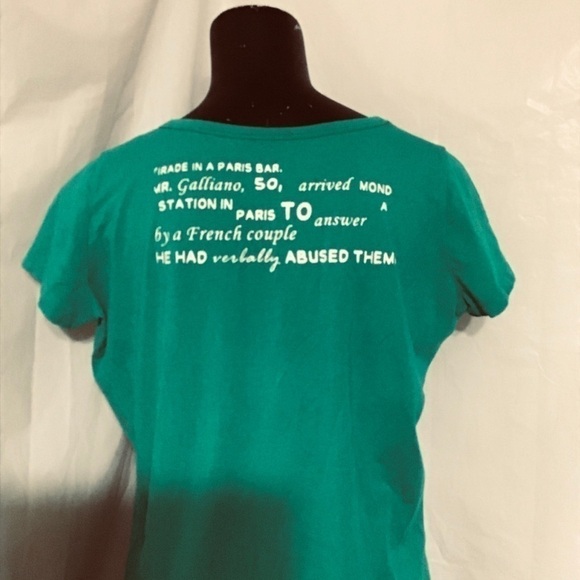 TIRADE IN A PARIS BAR.
MR. Galliano, 50, arrived MOND
STATION IN PARIS TO answer A
by a French couple
HE HAD verbally ABUSED THEM